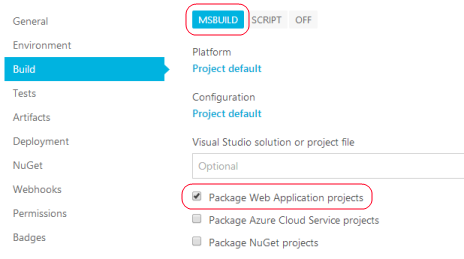 General
Environment
Build
Tests
Artifacts
Deployment
NuGet
Webhooks
Permissions
Badges
MSBUILD SCRIPT OFF
Platform
Project default
Configuration
Project default
Visual Studio solution or project file
Optional
Package Web Application projects
Package Azure Cloud Service projects
Package NuGet projects